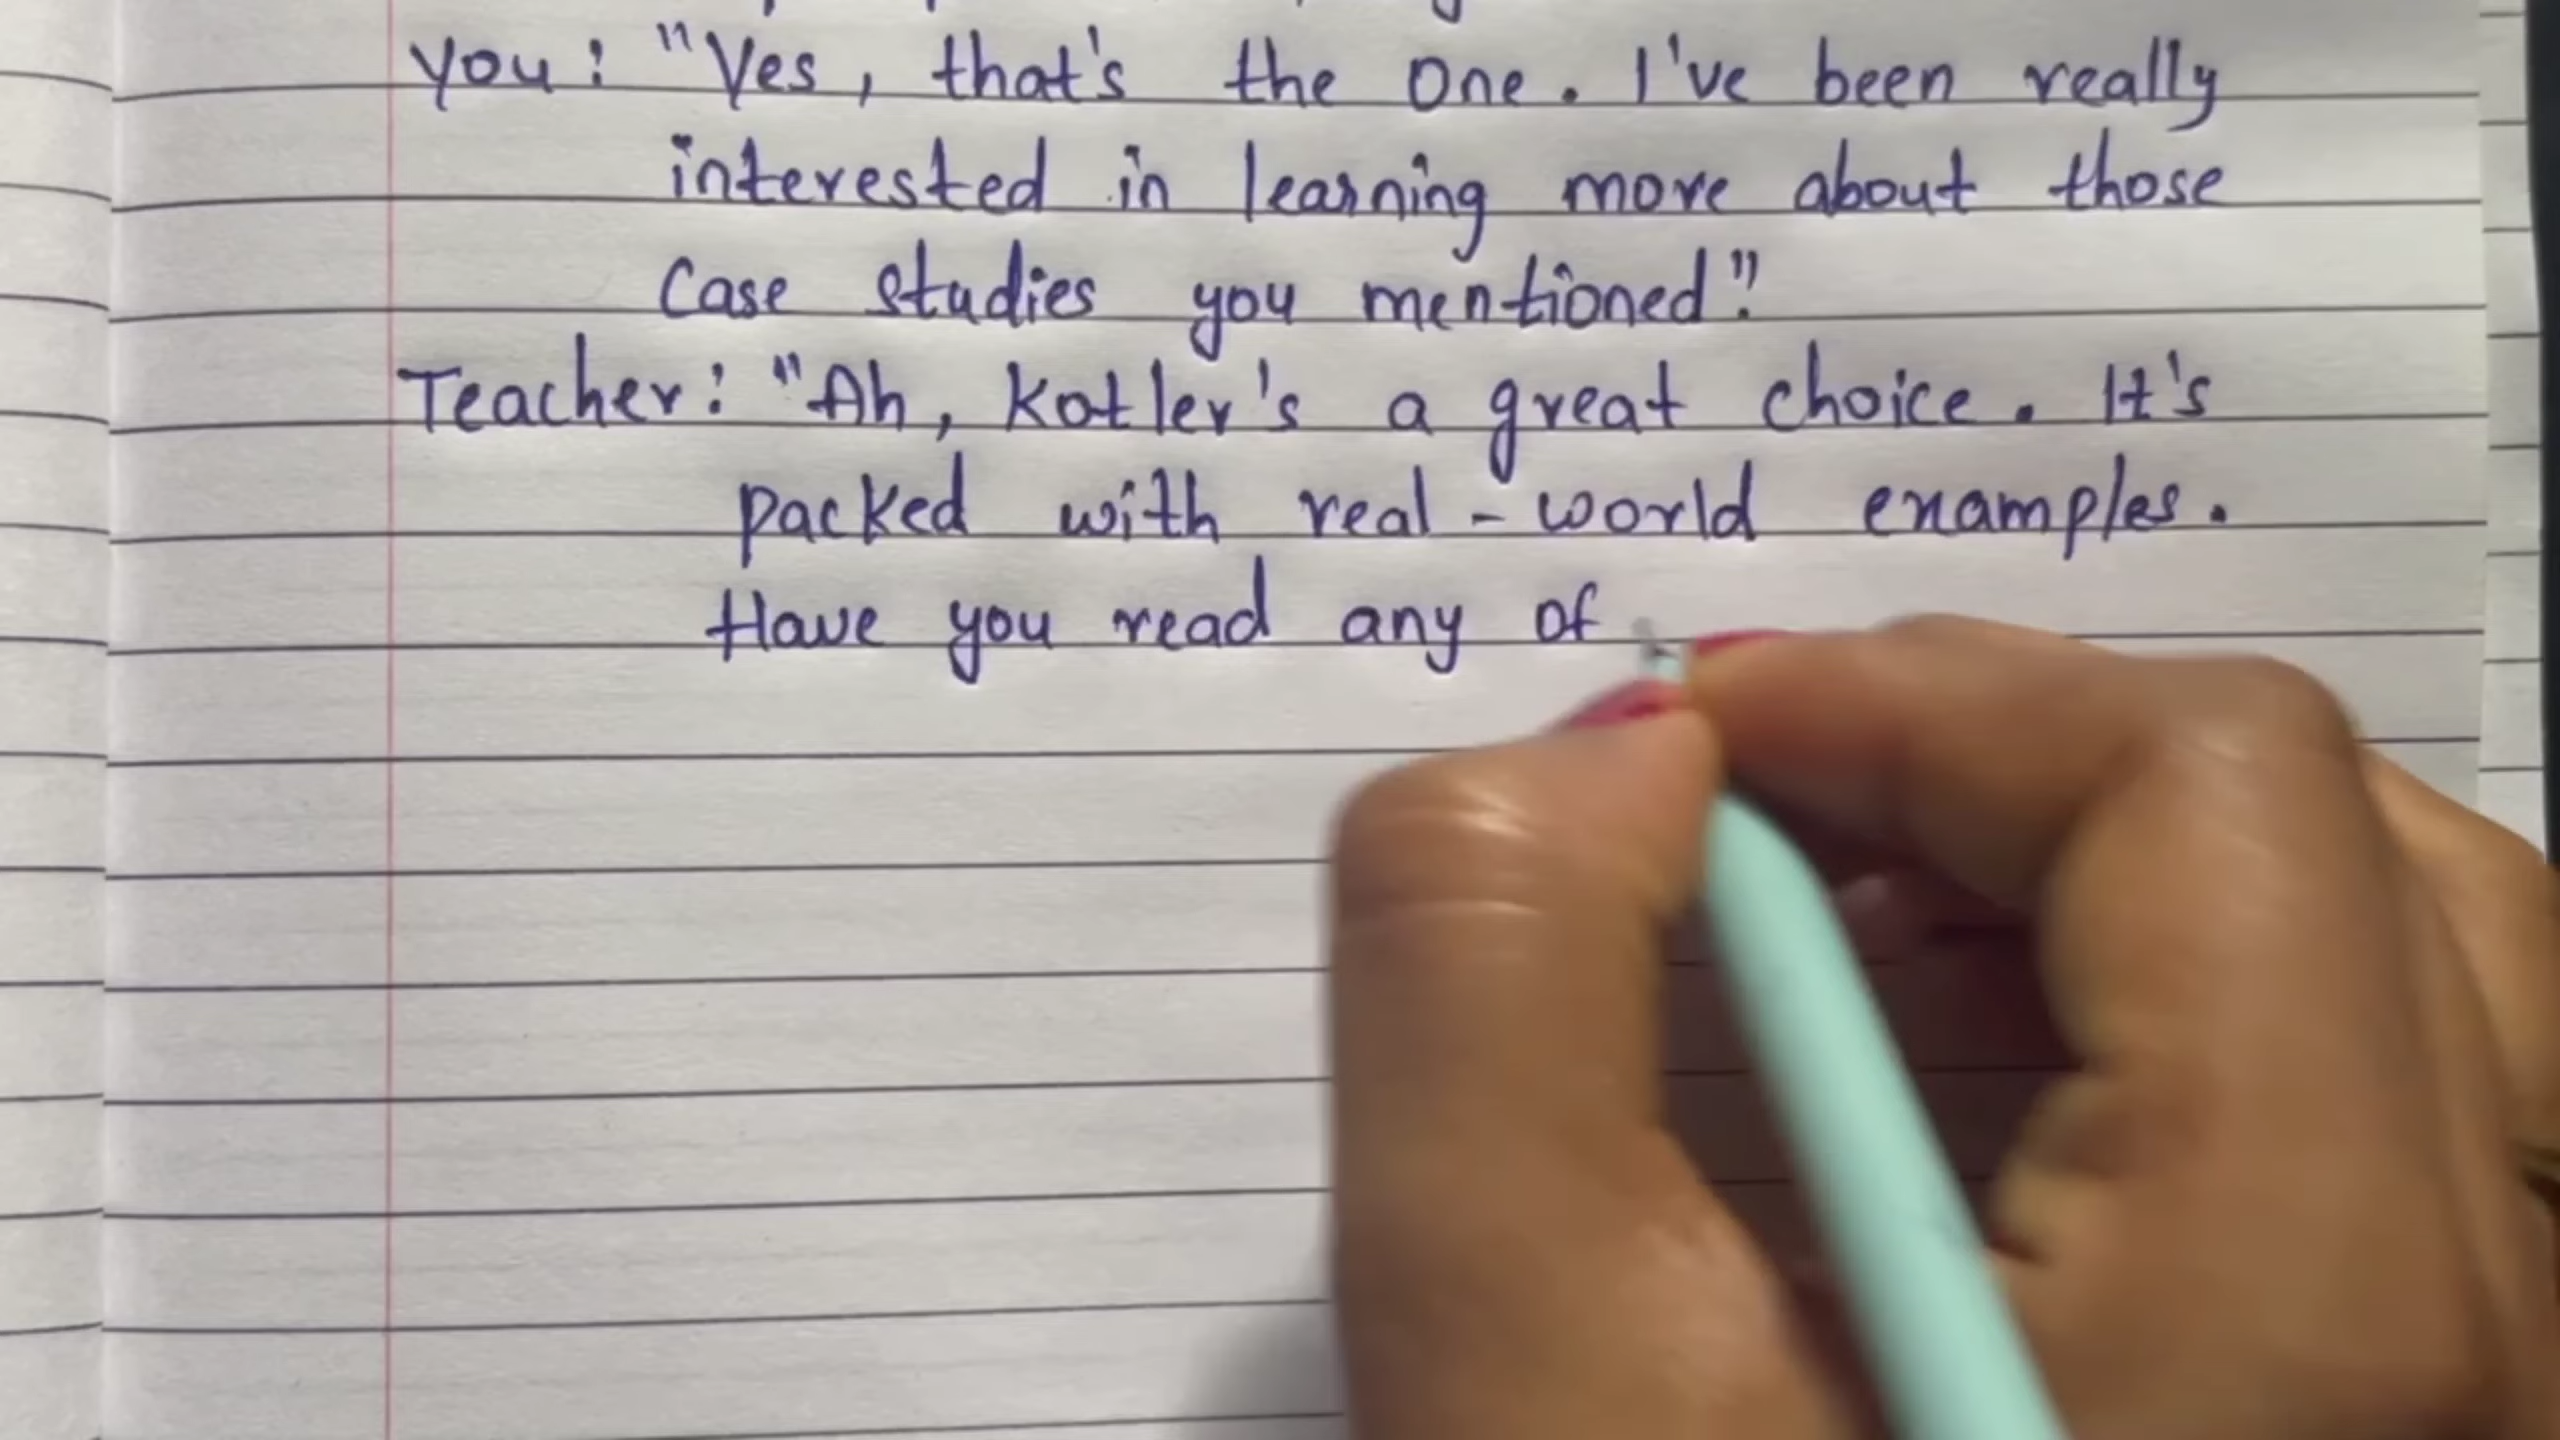 You : "Yes, that's the one. I've been really
interested in learning more about those
Case studies you mentioned."
Teacher : "Ah, Kotler's a great choice. It's
packed with real-world examples.
Have you read any of